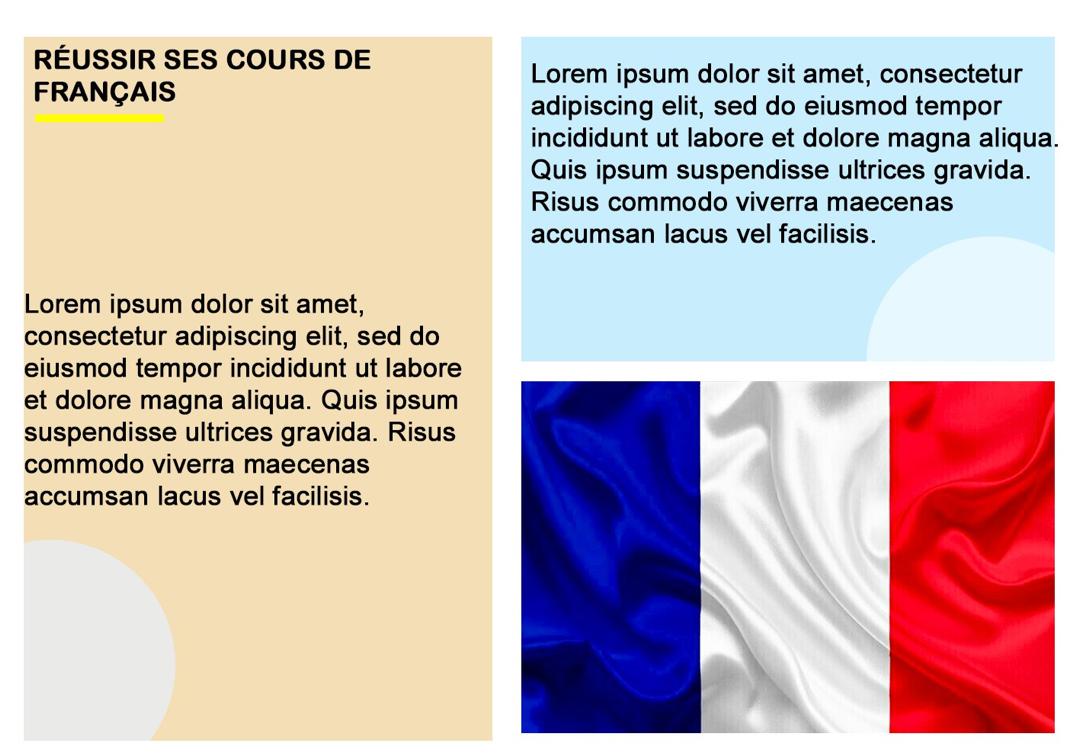 RÉUSSIR SES COURS DE
FRANÇAIS
Lorem ipsum dolor sit amet,
consectetur adipiscing elit, sed do
eiusmod tempor incididunt ut labore
et dolore magna aliqua. Quis ipsum
suspendisse ultrices gravida. Risus
commodo viverra maecenas
accumsan lacus vel facilisis.
Lorem ipsum dolor sit amet, consectetur
adipiscing elit, sed do eiusmod tempor
incididunt ut labore et dolore magna aliqua.
Quis ipsum suspendisse ultrices gravida.
Risus commodo viverra maecenas
accumsan lacus vel facilisis.